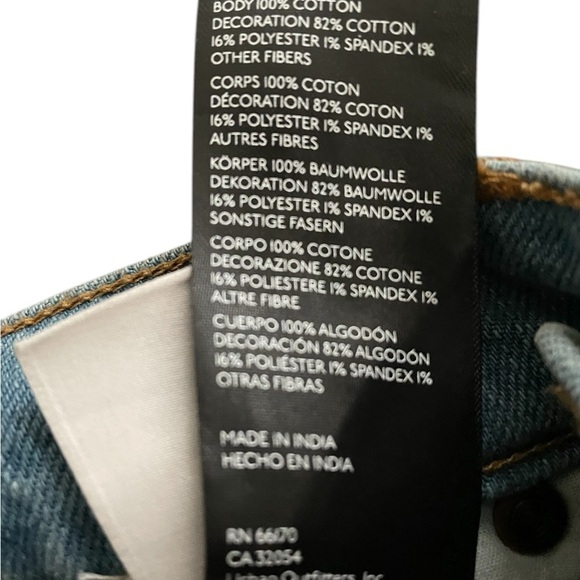 BODY 100% COTTON
DECORATION 82% COTTON
16% POLYESTER 1% SPANDEX 1%
OTHER FIBERS
CORPS 100% COTON
DÉCORATION 82% COTON
16% POLYESTER 1% SPANDEX 1%
AUTRES FIBRES
KÖRPER 100% BAUMWOLLE
DEKORATION 82% BAUMWOLLE
16% POLYESTER 1% SPANDEX 1%
SONSTIGE FASERN
CORPO 100% COTONE
DECORAZIONE 82% COTONE
16% POLIESTERE 1% SPANDEX 1%
ALTRE FIBRE
CUERPO 100% ALGODÓN
DECORACIÓN 82% ALGODÓN
16% POLIÉSTER 1% SPANDEX 1%
OTRAS FIBRAS
MADE IN INDIA
HECHO EN INDIA
RN 66170
CA 32054
Urban Outfitters, Inc